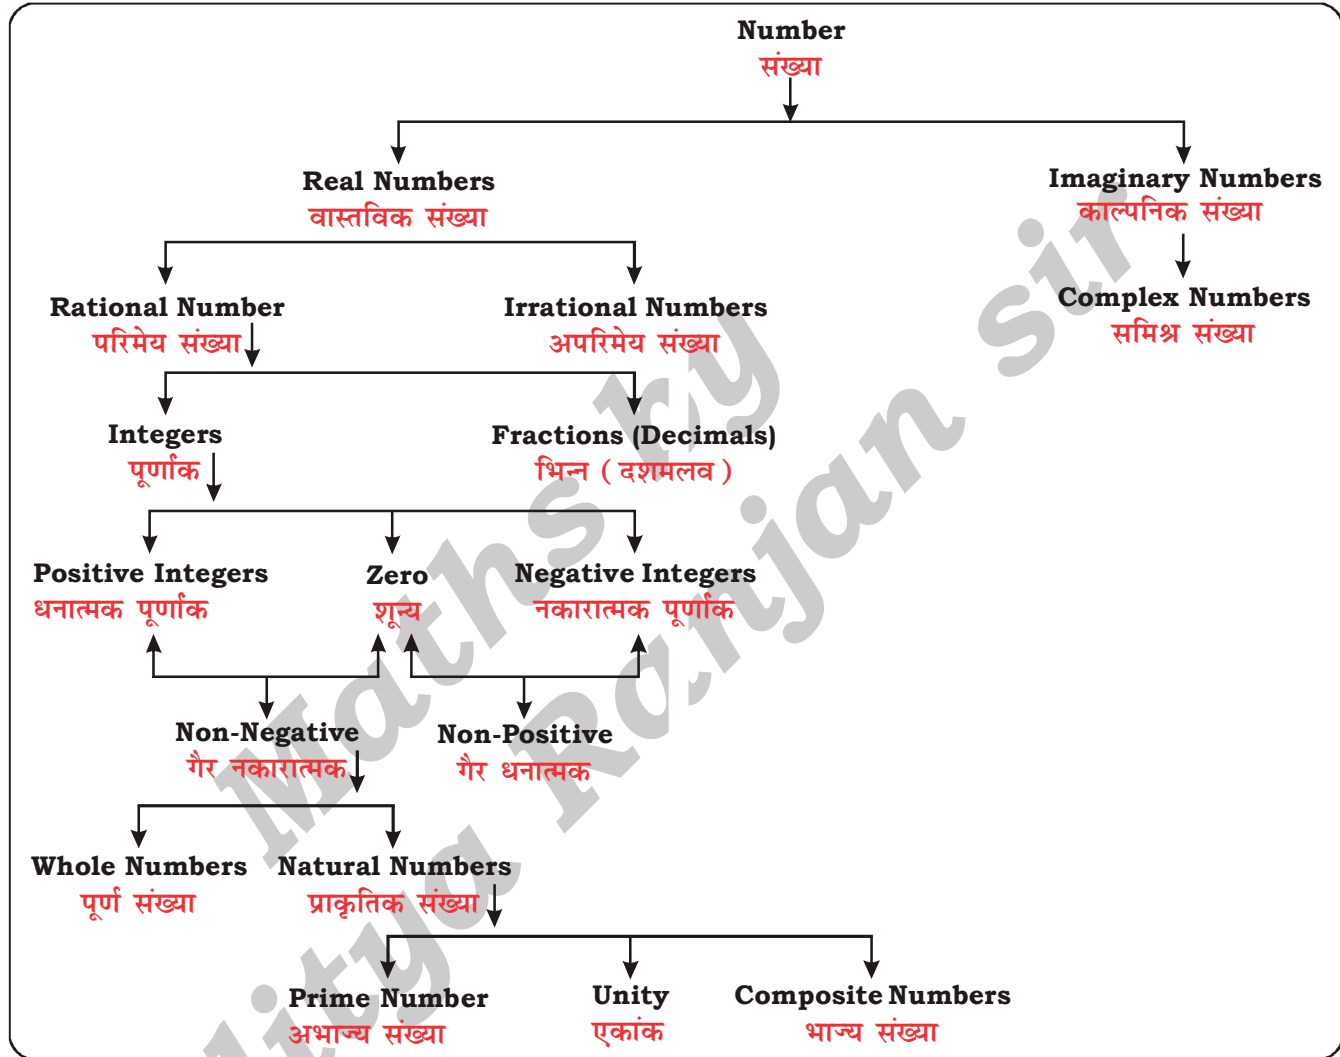 Number
संख्या
Real Numbers
वास्तविक संख्या
Imaginary Numbers
काल्पनिक संख्या
Rational Number
परिमेय संख्या
Irrational Numbers
अपरिमेय संख्या
Complex Numbers
समिश्र संख्या
Integers
पूर्णांक
Fractions (Decimals)
भिन्न ( दशमलव )
Positive Integers
धनात्मक पूर्णांक
Zero
शून्य
Negative Integers
नकारात्मक पूर्णांक
Non-Negative
गैर नकारात्मक
Non-Positive
गैर धनात्मक
Whole Numbers
पूर्ण संख्या
Natural Numbers
प्राकृतिक संख्या
Prime Number
अभाज्य संख्या
Unity
एकांक
Composite Numbers
भाज्य संख्या
Maths by
itya Ranjan sir